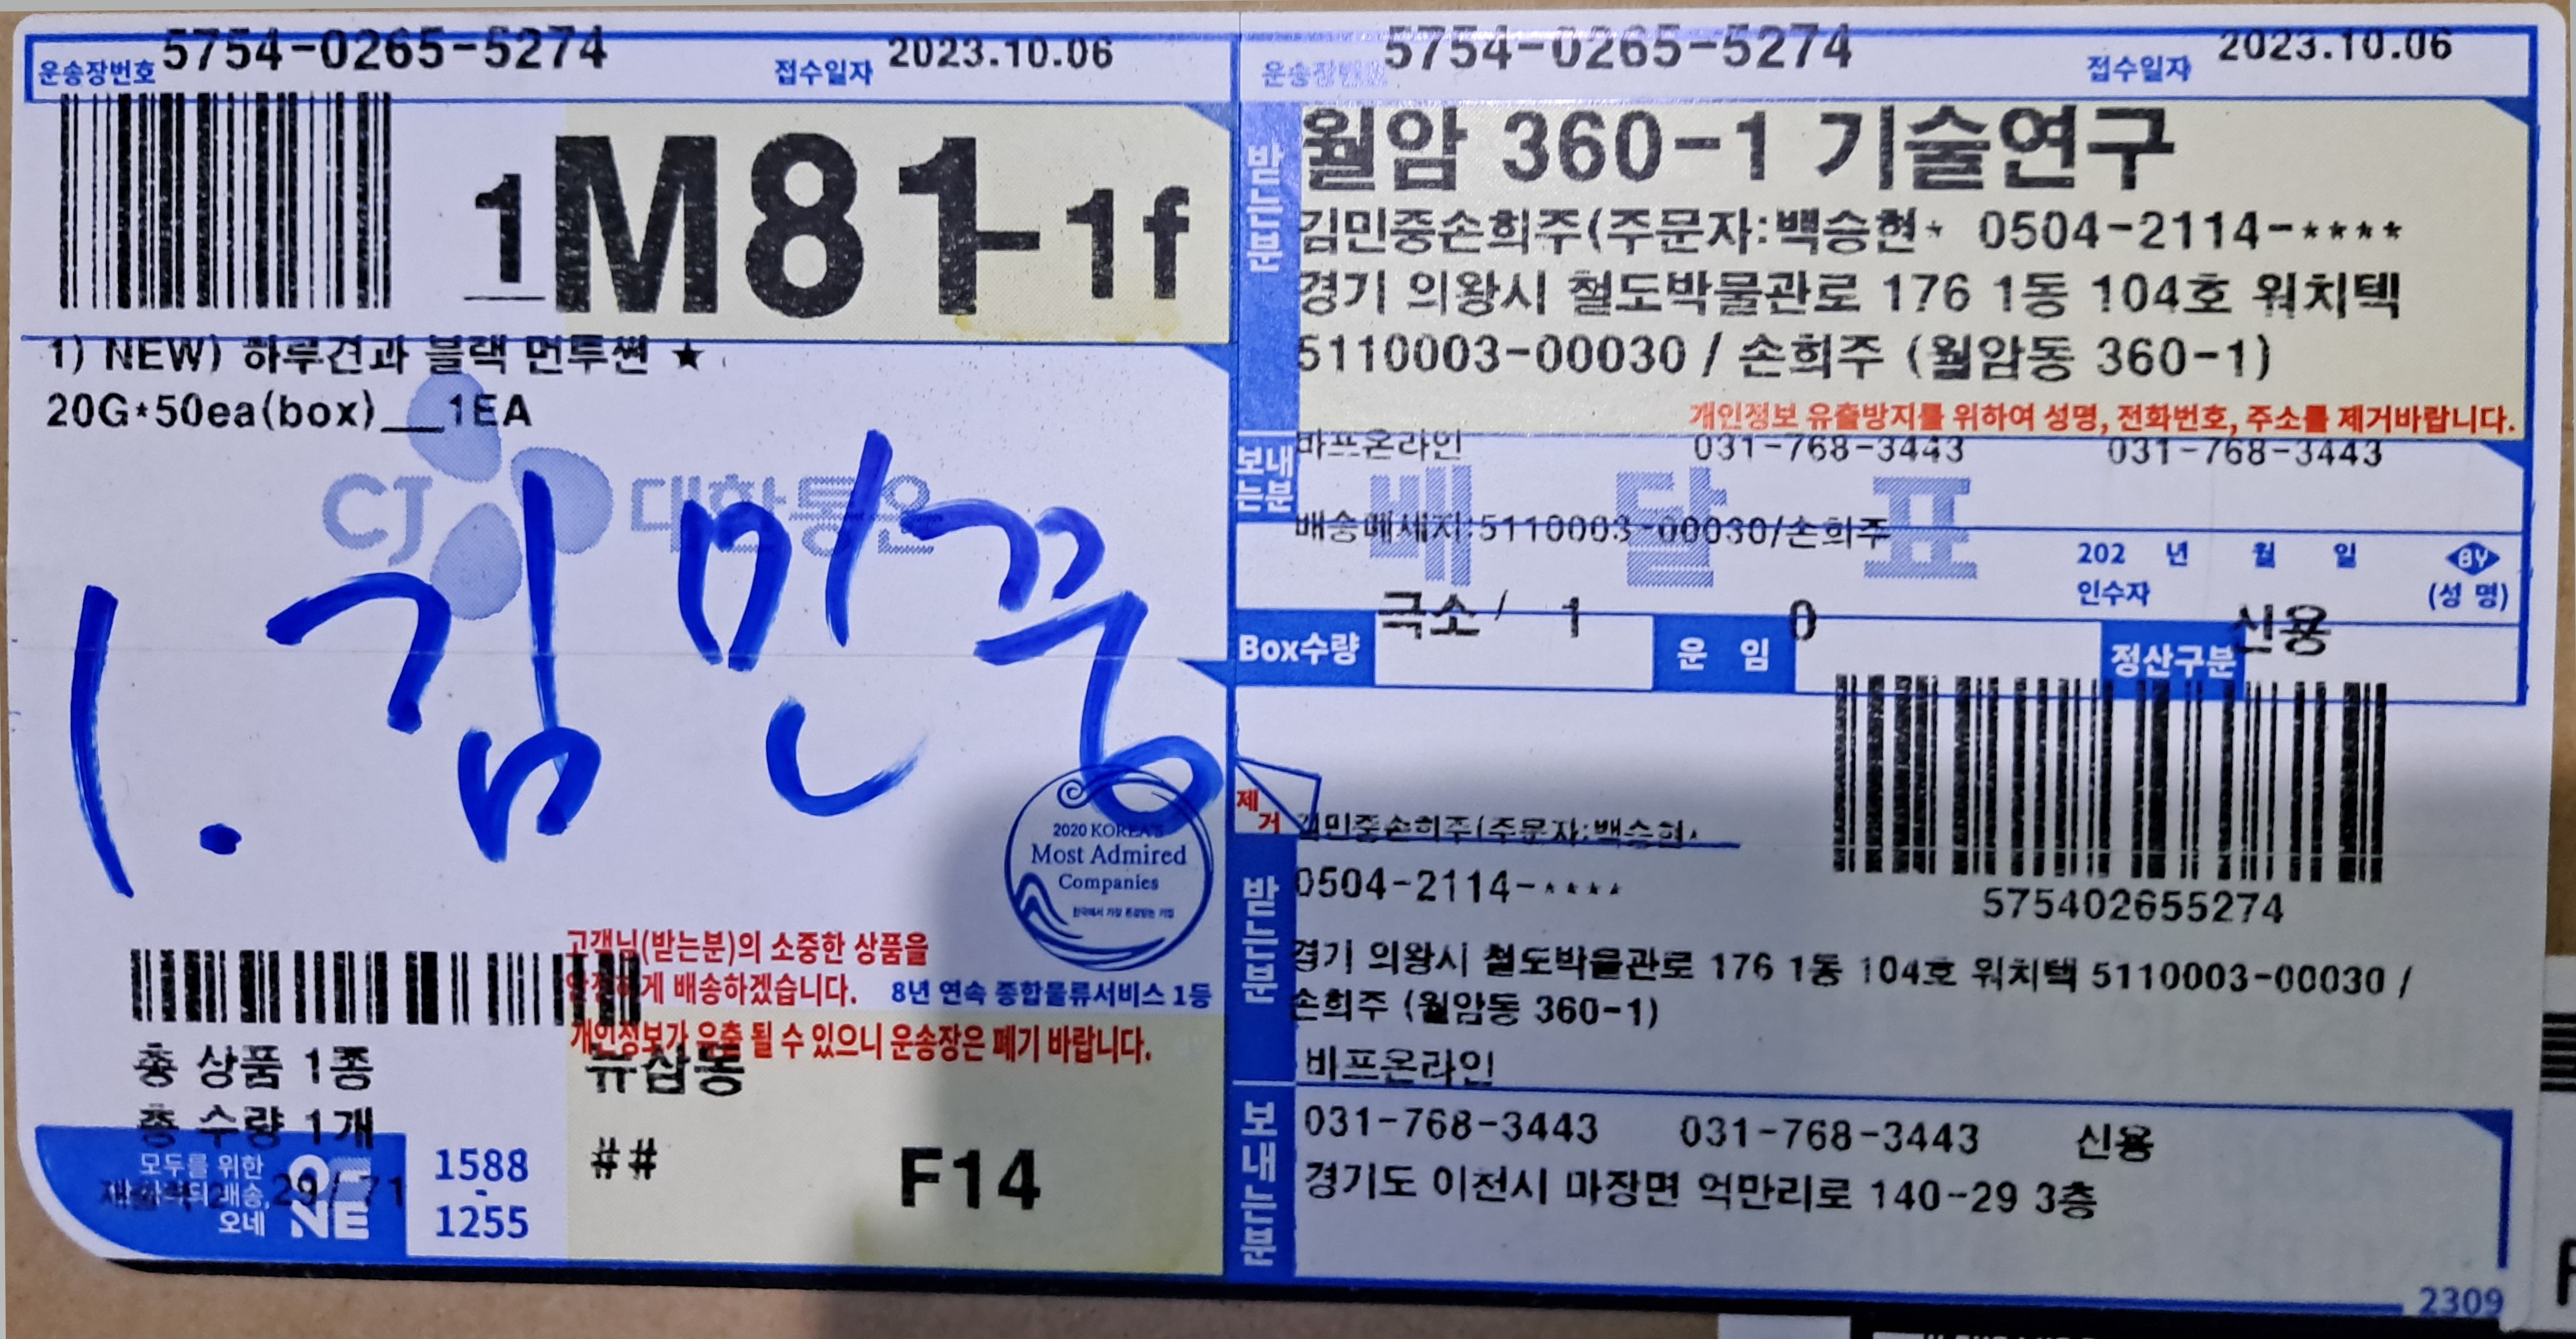 운송장번호 5754-0265-5274 접수일자 2023.10.06
1M81-1f
1) NEW) 하루견과 블랙 먼투썬 ★
20G*50ea(box)__1EA
CJ 대한통운
1. 김민중
2020 KOREA'S
Most Admired
Companies
한국에서 가장 존경받는 기업
고객님(받는분)의 소중한 상품을
안전하게 배송하겠습니다.
8년 연속 종합물류서비스 1등
개인정보가 유출 될 수 있으니 운송장은 폐기 바랍니다.
총 상품 1종
총 수량 1개
뉴삼동
## F14
모두를 위한
배송,
오네
ONE
1588
-
1255
운송장번호 5754-0265-5274 접수일자 2023.10.06
받는분
월암 360-1 기술연구
김민중손희주(주문자:백승현* 0504-2114-****
경기 의왕시 철도박물관로 176 1동 104호 워치텍
5110003-00030 / 손희주 (월암동 360-1)
개인정보 유출방지를 위하여 성명, 전화번호, 주소를 제거바랍니다.
보내는분
바프온라인 031-768-3443 031-768-3443
배달표
배송메세지:5110003-00030/손희주
202 년 월 일 BY
인수자 (성 명)
Box수량 극소 / 1 운 임 0 정산구분 신용
제거
김민중손희주(주문자:백승현*
받는분
0504-2114-****
575402655274
경기 의왕시 철도박물관로 176 1동 104호 워치텍 5110003-00030 /
손희주 (월암동 360-1)
바프온라인
보내는분
031-768-3443 031-768-3443 신용
경기도 이천시 마장면 억만리로 140-29 3층
2309